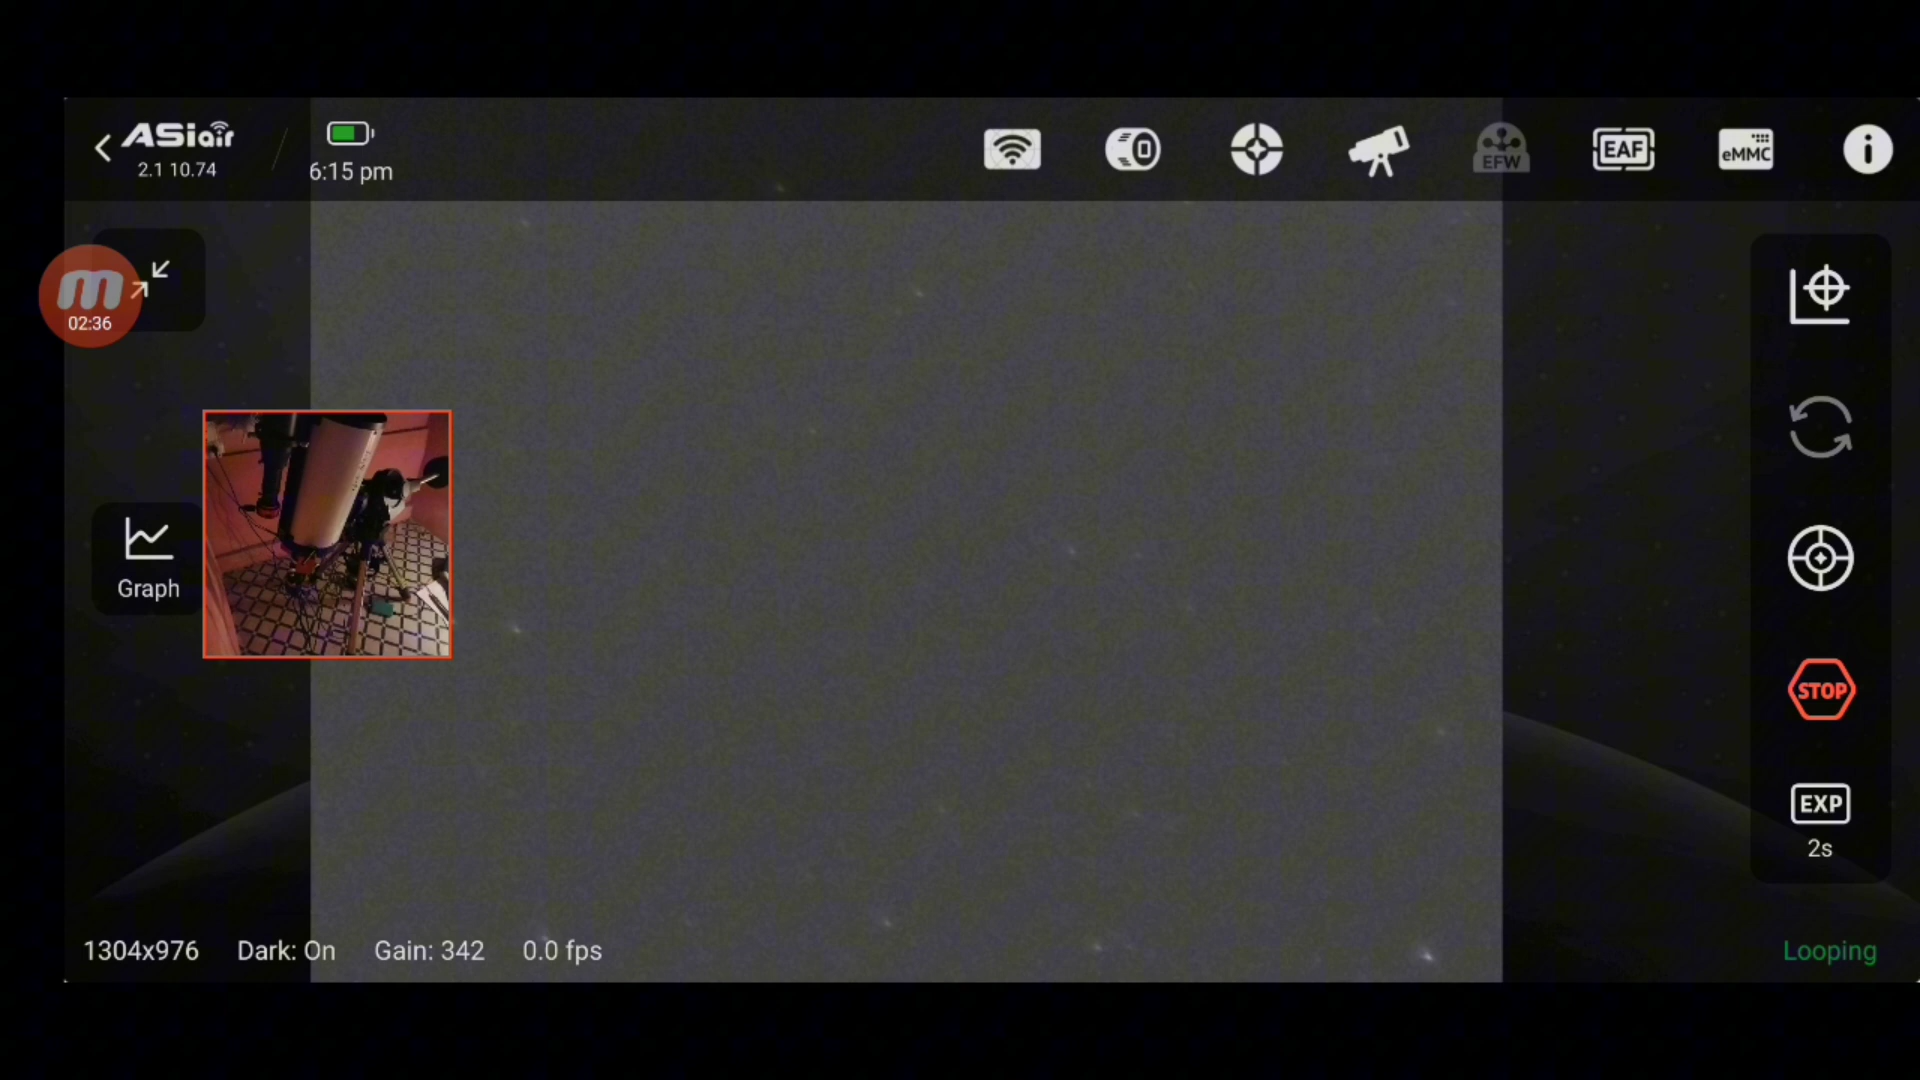 ASiair
2.1 10.74
6:15 pm
EFW
EAF
eMMC
m
02:36
Graph
STOP
EXP
2s
1304x976 Dark: On Gain: 342 0.0 fps
Looping